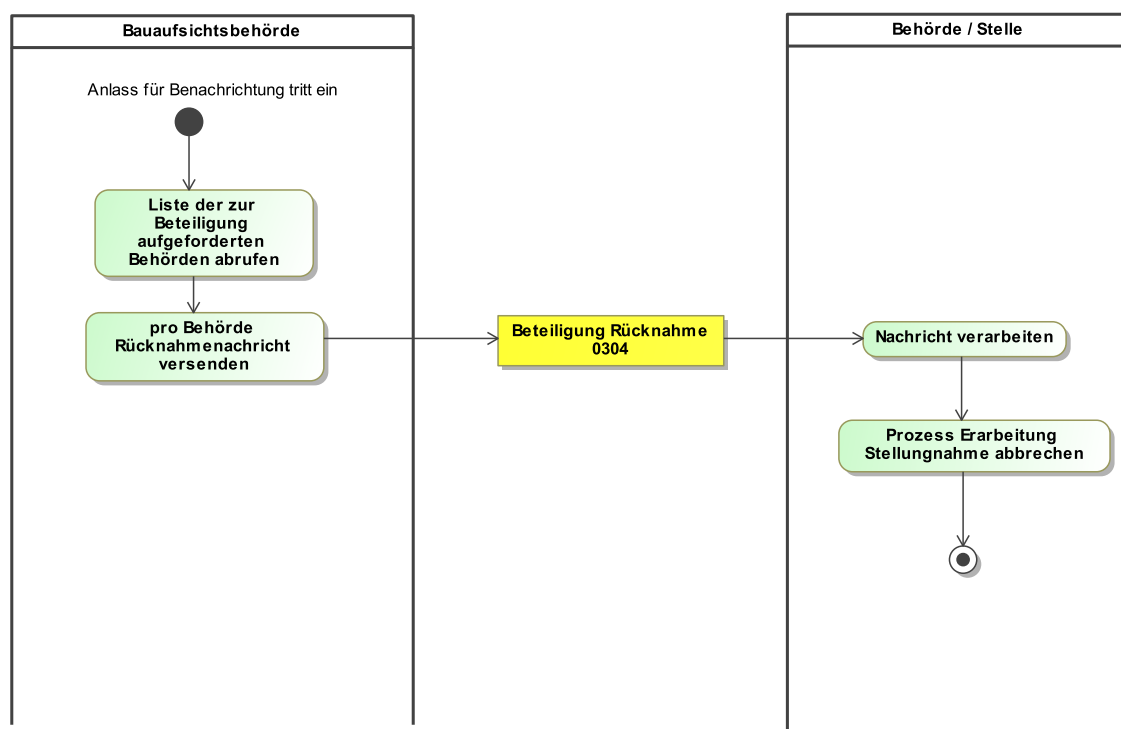 Bauaufsichtsbehörde
Anlass für Benachrichtung tritt ein
Liste der zur
Beteiligung
aufgeforderten
Behörden abrufen
pro Behörde
Rücknahmenachricht
versenden
Beteiligung Rücknahme
0304
Behörde / Stelle
Nachricht verarbeiten
Prozess Erarbeitung
Stellungnahme abbrechen